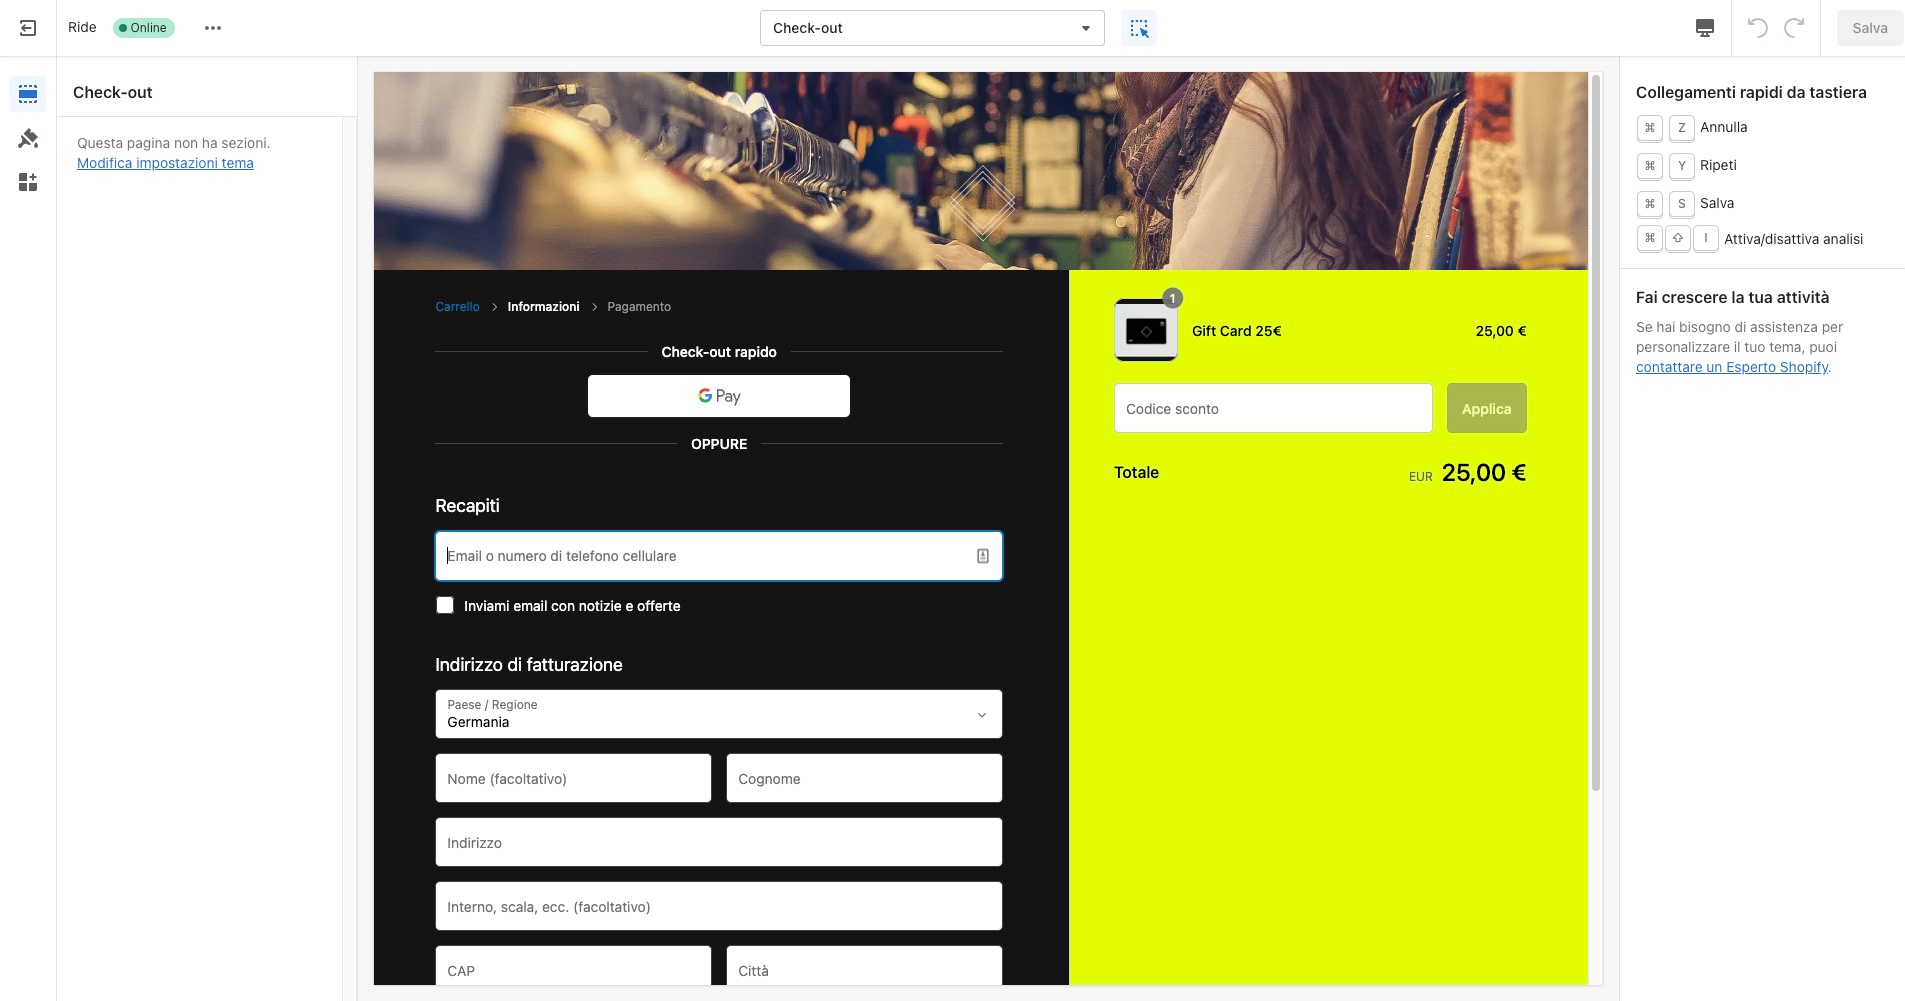 Ride
Online
Check-out
Salva
Check-out
Questa pagina non ha sezioni.
Modifica impostazioni tema
Carrello > Informazioni > Pagamento
Check-out rapido
G Pay
OPPURE
Recapiti
Email o numero di telefono cellulare
Inviami email con notizie e offerte
Indirizzo di fatturazione
Paese / Regione
Germania
Nome (facoltativo)
Cognome
Indirizzo
Interno, scala, ecc. (facoltativo)
CAP
Città
1
Gift Card 25€
25,00 €
Codice sconto
Applica
Totale
EUR 25,00 €
Collegamenti rapidi da tastiera
⌘ Z Annulla
⌘ Y Ripeti
⌘ S Salva
⌘ ⇧ I Attiva/disattiva analisi
Fai crescere la tua attività
Se hai bisogno di assistenza per
personalizzare il tuo tema, puoi
contattare un Esperto Shopify.